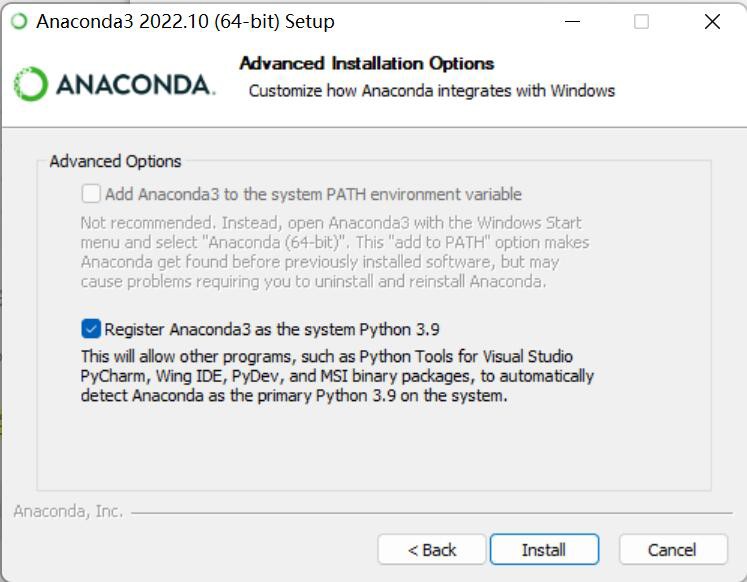 Anaconda3 2022.10 (64-bit) Setup
ANACONDA.
Advanced Installation Options
Customize how Anaconda integrates with Windows
Advanced Options
Add Anaconda3 to the system PATH environment variable
Not recommended. Instead, open Anaconda3 with the Windows Start
menu and select "Anaconda (64-bit)". This "add to PATH" option makes
Anaconda get found before previously installed software, but may
cause problems requiring you to uninstall and reinstall Anaconda.
Register Anaconda3 as the system Python 3.9
This will allow other programs, such as Python Tools for Visual Studio
PyCharm, Wing IDE, PyDev, and MSI binary packages, to automatically
detect Anaconda as the primary Python 3.9 on the system.
Anaconda, Inc.
< Back
Install
Cancel